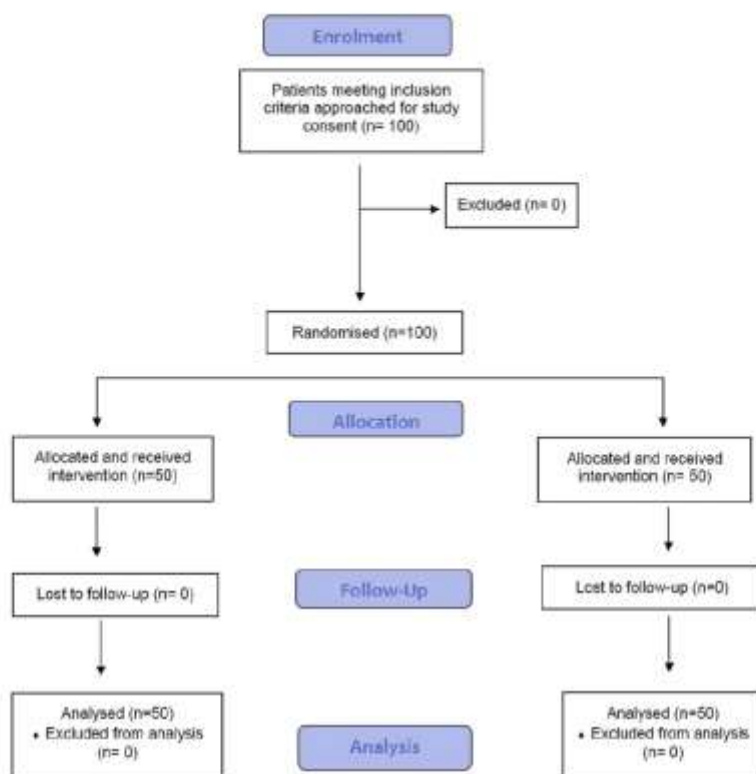 Enrolment
Patients meeting inclusion
criteria approached for study
consent (n= 100)
Excluded (n= 0)
Randomised (n=100)
Allocation
Allocated and received
intervention (n=50)
Allocated and received
intervention (n= 50)
Lost to follow-up (n= 0)
Follow-Up
Lost to follow-up (n=0)
Analysed (n=50)
• Excluded from analysis
(n= 0)
Analysis
Analysed (n=50)
• Excluded from analysis
(n= 0)